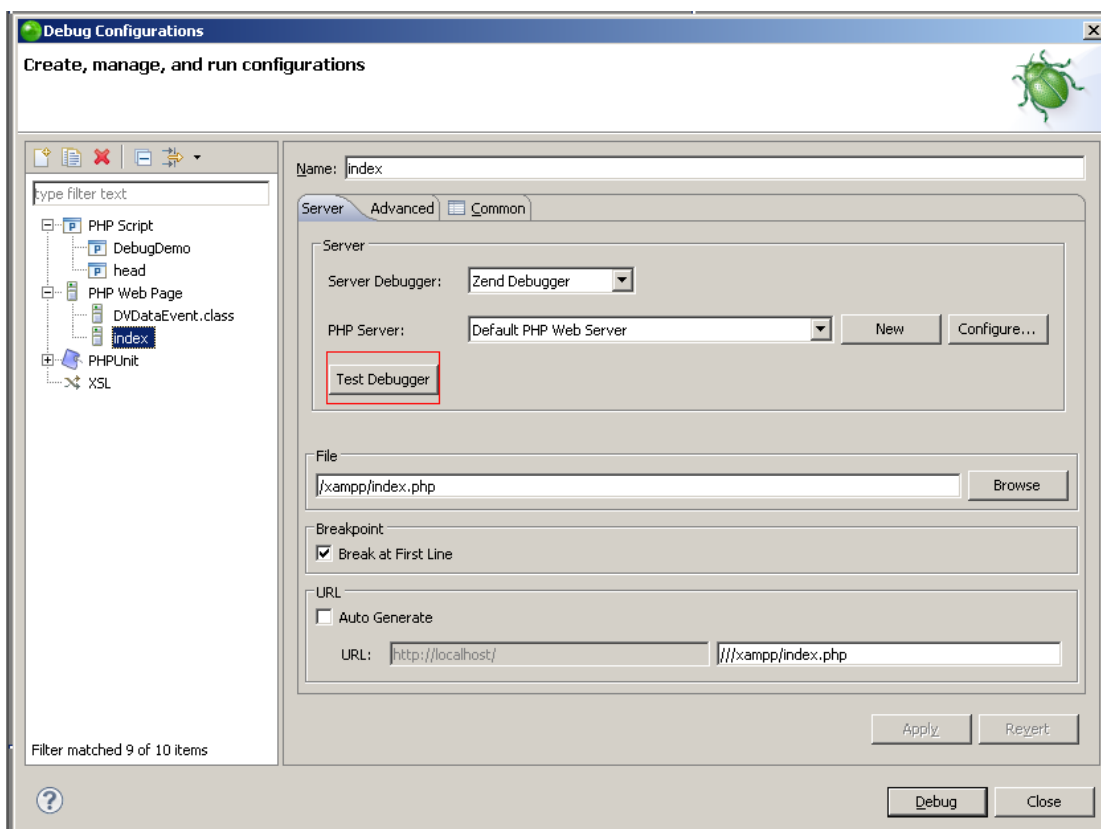 Debug Configurations
Create, manage, and run configurations
type filter text
PHP Script
DebugDemo
head
PHP Web Page
DVDataEvent.class
index
PHPUnit
XSL
Filter matched 9 of 10 items
Name: index
Server Advanced Common
Server
Server Debugger: Zend Debugger
PHP Server: Default PHP Web Server New Configure...
Test Debugger
File
/xampp/index.php Browse
Breakpoint
Break at First Line
URL
Auto Generate
URL: http://localhost/ ///xampp/index.php
Apply Revert
? Debug Close